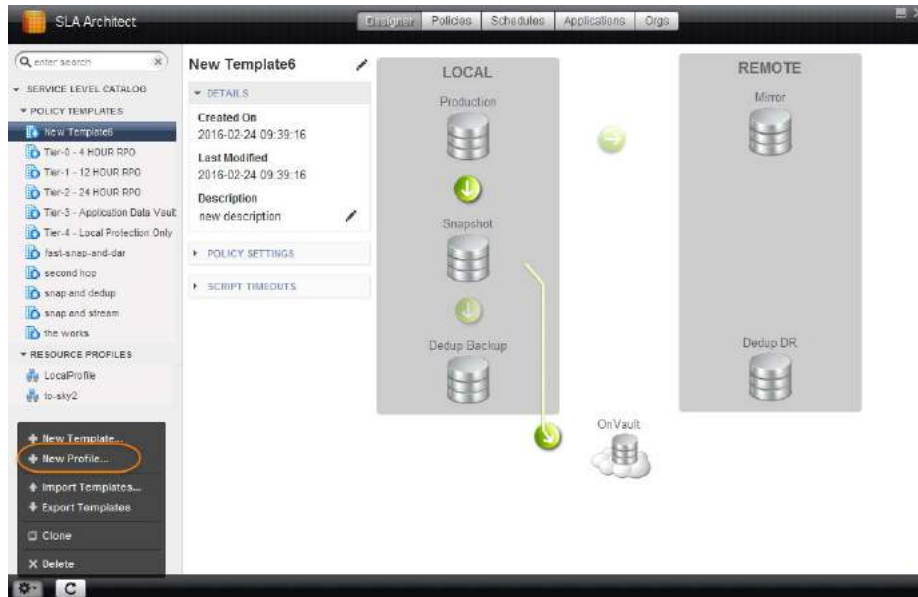 SLA Architect
Designer Policies Schedules Applications Orgs
enter search
SERVICE LEVEL CATALOG
POLICY TEMPLATES
New Template6
Tier-0 - 4 HOUR RPO
Tier-1 - 12 HOUR RPO
Tier-2 - 24 HOUR RPO
Tier-3 - Application Data Vault
Tier-4 - Local Protection Only
fast-snap-and-dar
second hop
snap and dedup
snap and stream
the works
RESOURCE PROFILES
LocalProfile
to-sky2
New Template...
New Profile...
Import Templates...
Export Templates
Clone
Delete
New Template6
DETAILS
Created On
2016-02-24 09:39:16
Last Modified
2016-02-24 09:39:16
Description
new description
POLICY SETTINGS
SCRIPT TIMEOUTS
LOCAL
Production
Snapshot
Dedup Backup
OnVault
REMOTE
Mirror
Dedup DR